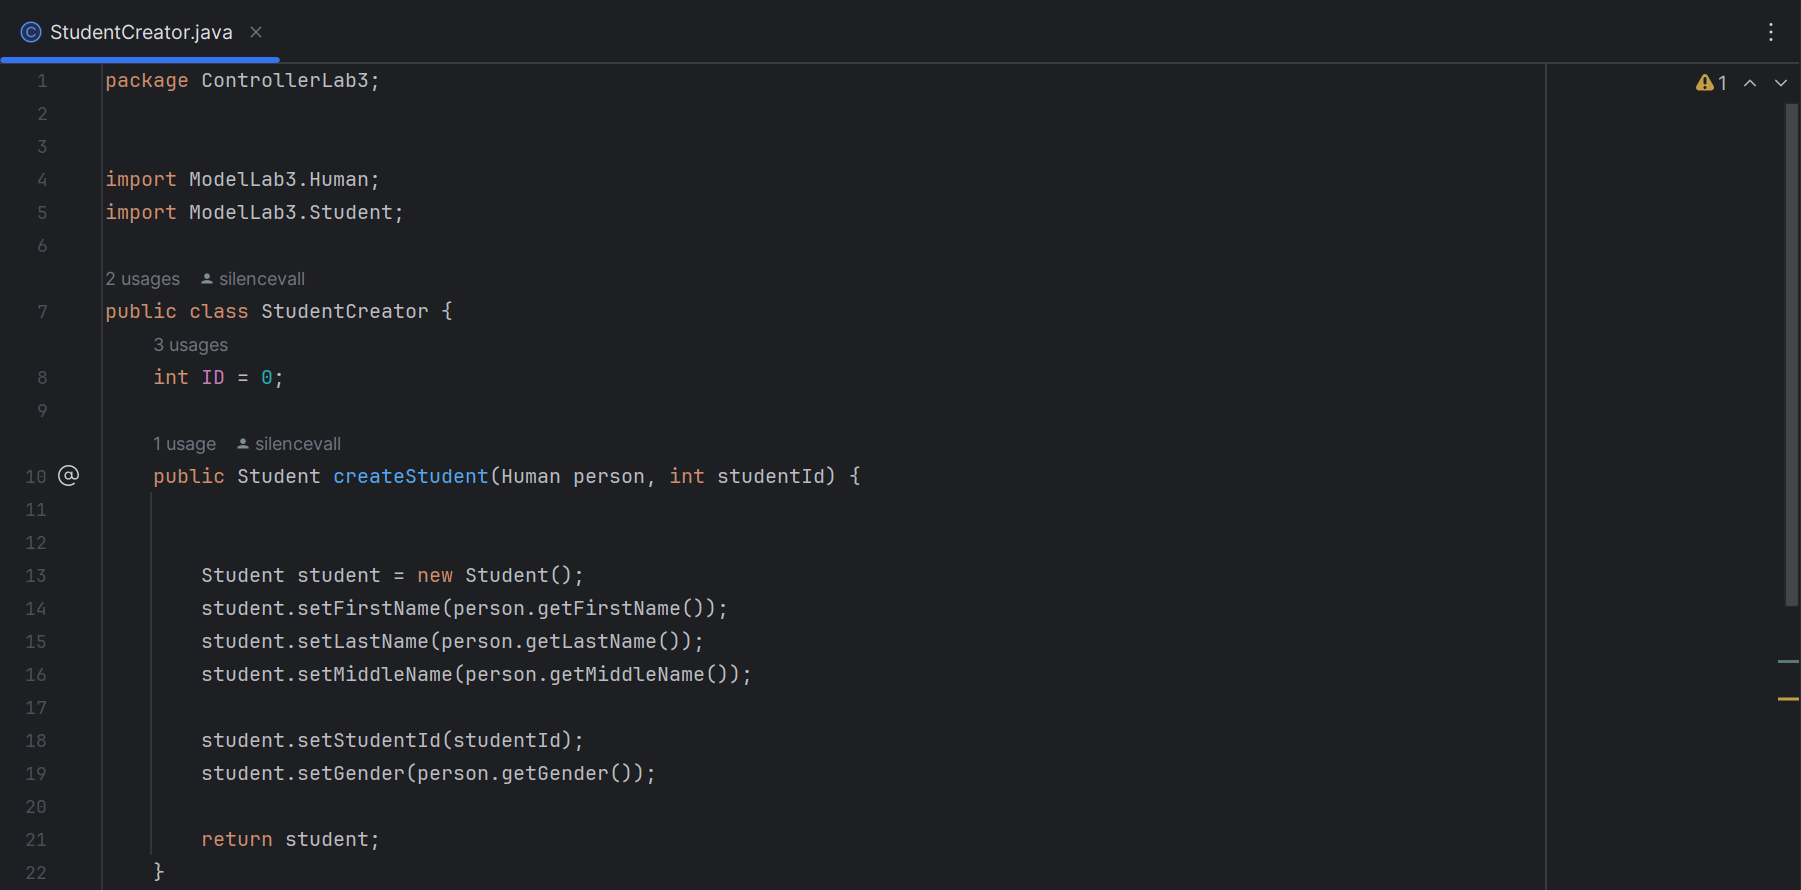 StudentCreator.java
1 package ControllerLab3;
2
3
4 import ModelLab3.Human;
5 import ModelLab3.Student;
6
2 usages silencevall
7 public class StudentCreator {
3 usages
8 int ID = 0;
9
1 usage silencevall
10 @ public Student createStudent(Human person, int studentId) {
11
12
13 Student student = new Student();
14 student.setFirstName(person.getFirstName());
15 student.setLastName(person.getLastName());
16 student.setMiddleName(person.getMiddleName());
17
18 student.setStudentId(studentId);
19 student.setGender(person.getGender());
20
21 return student;
22 }
1